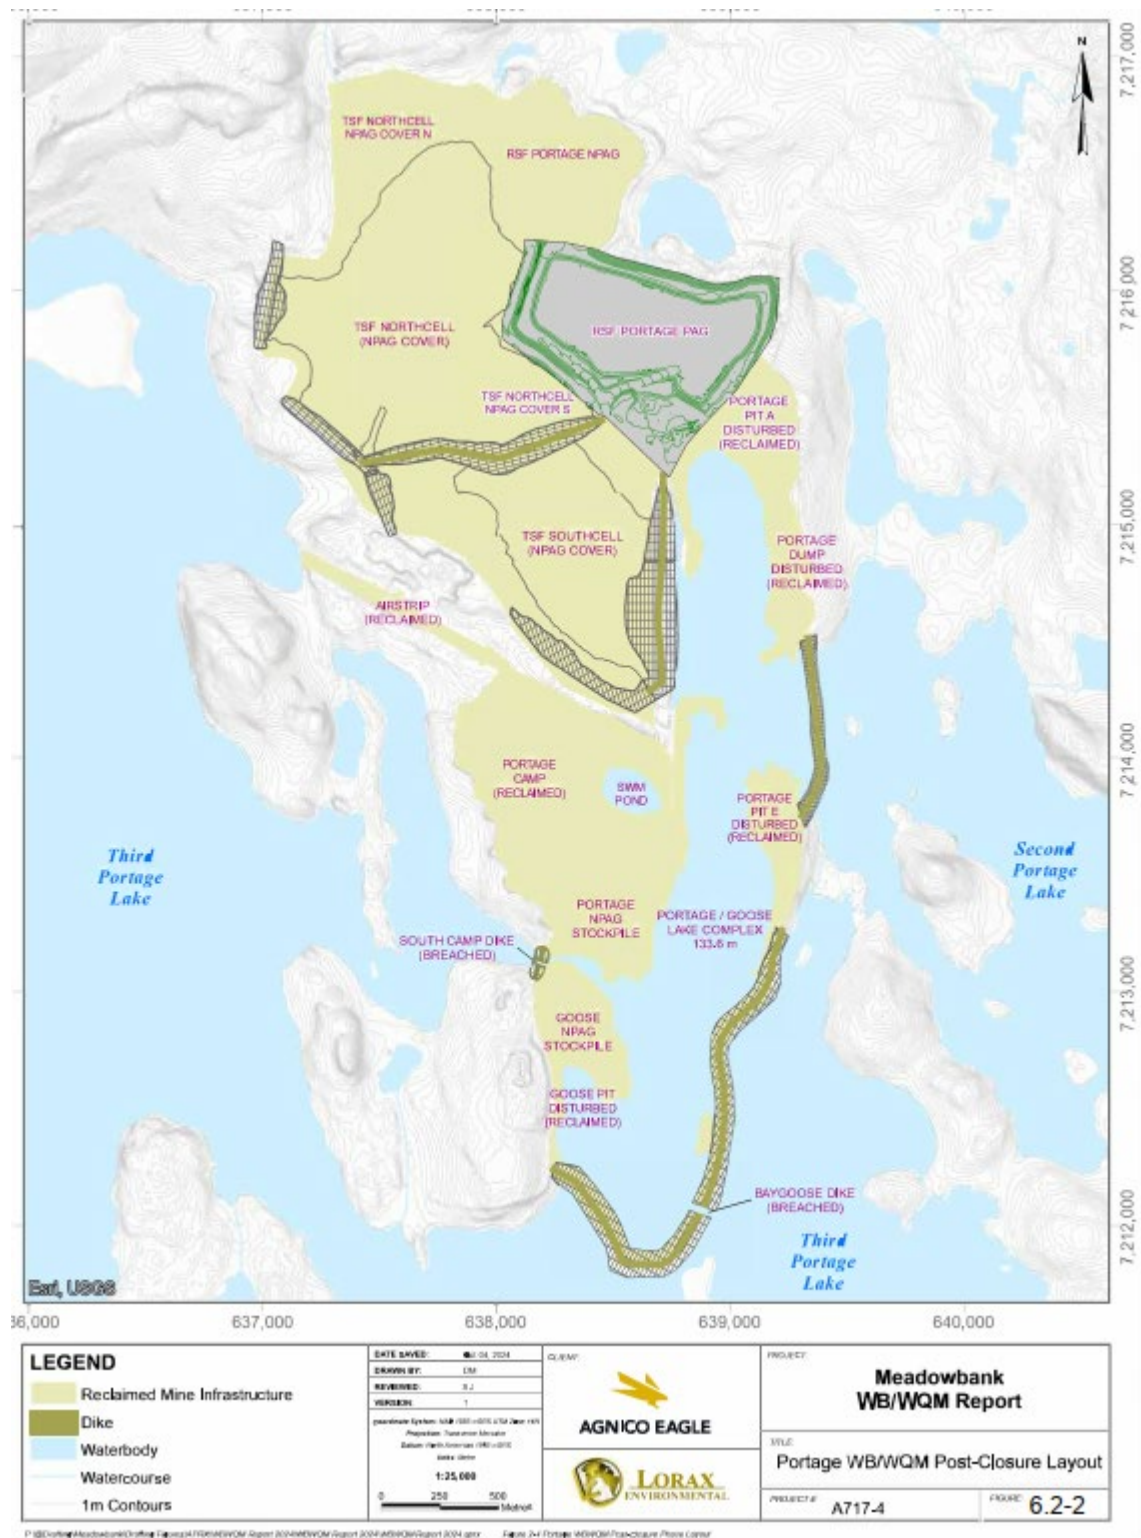 7,217,000
N
TSF NORTHCELL
NPAG COVER N
RSF PORTAGE NPAG
7,216,000
TSF NORTHCELL
(NPAG COVER)
RSF PORTAGE PAG
TSF NORTHCELL
NPAG COVER S
PORTAGE
PIT A
DISTURBED
(RECLAIMED)
7,215,000
TSF SOUTHCELL
(NPAG COVER)
PORTAGE
DUMP
DISTURBED
(RECLAIMED)
AIRSTRIP
(RECLAIMED)
7,214,000
PORTAGE
CAMP
(RECLAIMED)
SWM
POND
PORTAGE
PIT E
DISTURBED
(RECLAIMED)
Third
Portage
Lake
Second
Portage
Lake
PORTAGE
NPAG
STOCKPILE
PORTAGE / GOOSE
LAKE COMPLEX
133.6 m
SOUTH CAMP DIKE
(BREACHED)
7,213,000
GOOSE
NPAG
STOCKPILE
GOOSE PIT
DISTURBED
(RECLAIMED)
BAYGOOSE DIKE
(BREACHED)
7,212,000
Third
Portage
Lake
Esri, USGS
36,000
637,000
638,000
639,000
640,000
LEGEND
Reclaimed Mine Infrastructure
Dike
Waterbody
Watercourse
1m Contours
DATE SAVED: 04, 2024
DRAWN BY: DM
REVIEWED: SJ
VERSION: 1
1:25,000
0 250 500
Metres
CLIENT:
AGNICO EAGLE
LORAX
ENVIRONMENTAL
PROJECT:
Meadowbank
WB/WQM Report
TITLE:
Portage WB/WQM Post-Closure Layout
PROJECT # A717-4
FIGURE 6.2-2